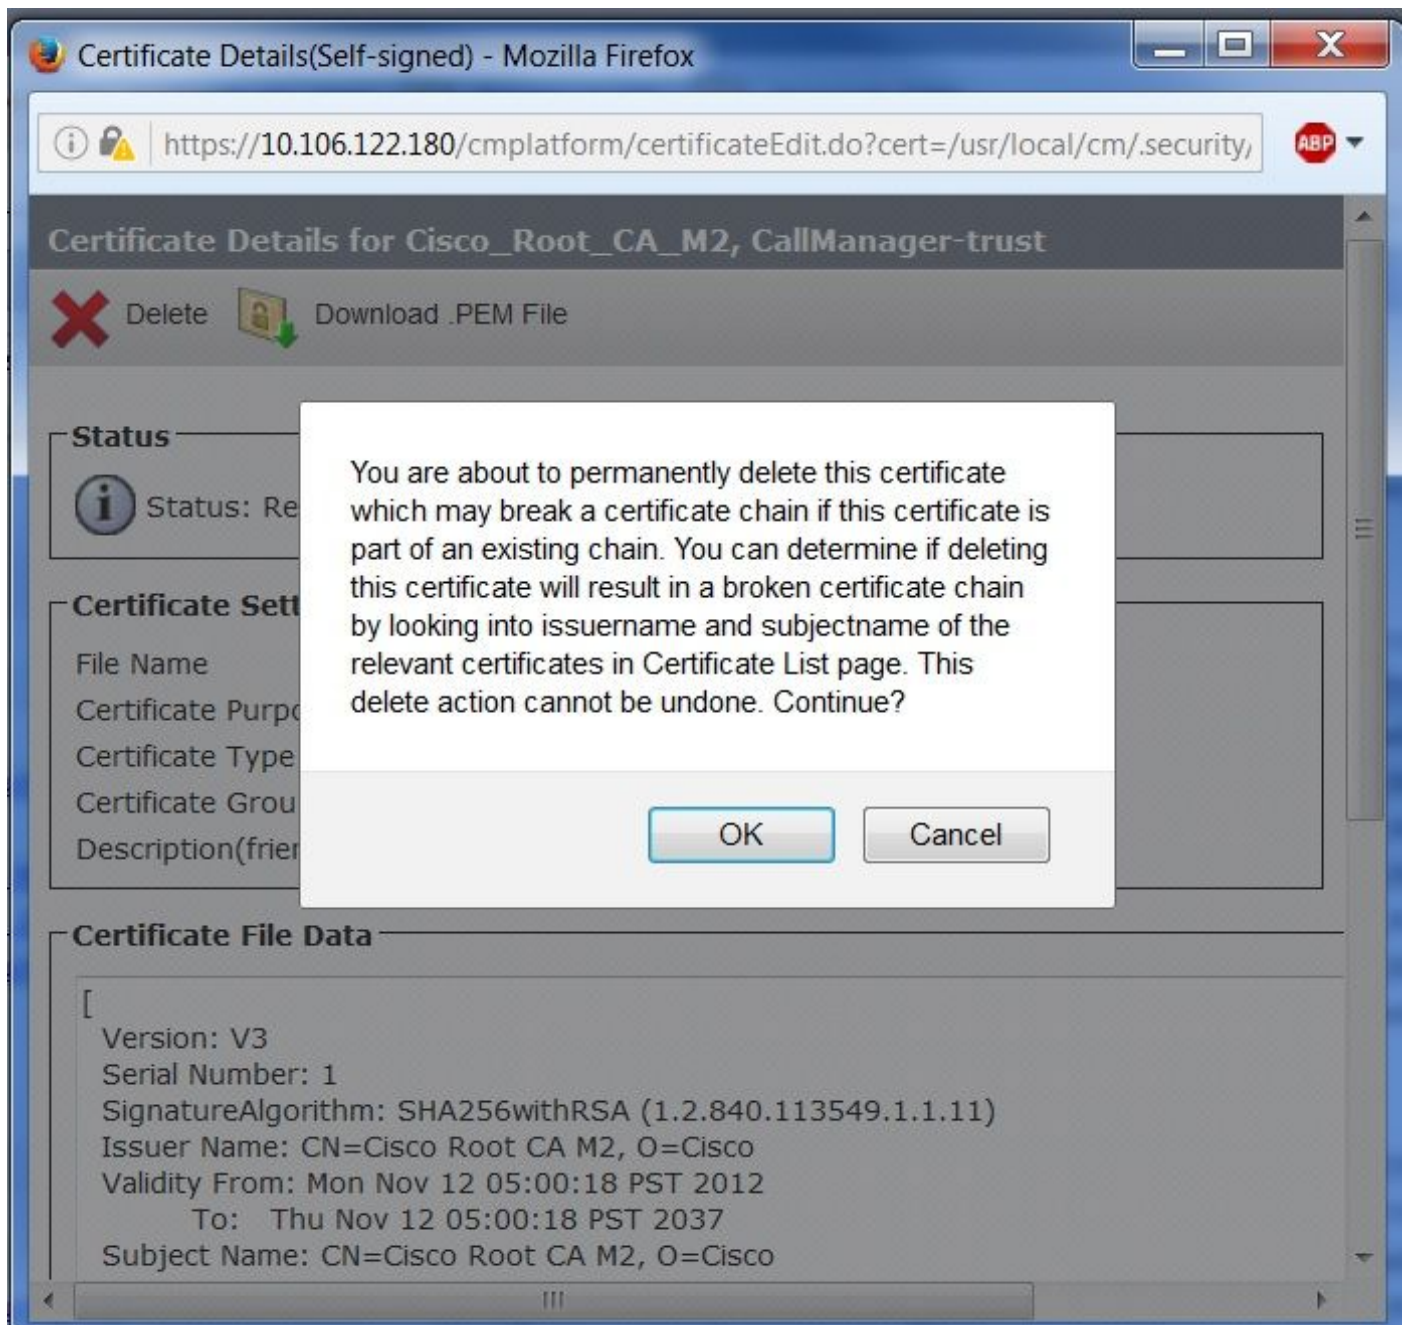 Certificate Details(Self-signed) - Mozilla Firefox
https://10.106.122.180/cmplatform/certificateEdit.do?cert=/usr/local/cm/.security/
ABP
Certificate Details for Cisco_Root_CA_M2, CallManager-trust
Delete
Download .PEM File
Status
Status: Re
You are about to permanently delete this certificate
which may break a certificate chain if this certificate is
part of an existing chain. You can determine if deleting
this certificate will result in a broken certificate chain
by looking into issuername and subjectname of the
relevant certificates in Certificate List page. This
delete action cannot be undone. Continue?
OK
Cancel
Certificate Sett
File Name
Certificate Purpo
Certificate Type
Certificate Grou
Description(frien
Certificate File Data
[
Version: V3
Serial Number: 1
SignatureAlgorithm: SHA256withRSA (1.2.840.113549.1.1.11)
Issuer Name: CN=Cisco Root CA M2, O=Cisco
Validity From: Mon Nov 12 05:00:18 PST 2012
To: Thu Nov 12 05:00:18 PST 2037
Subject Name: CN=Cisco Root CA M2, O=Cisco